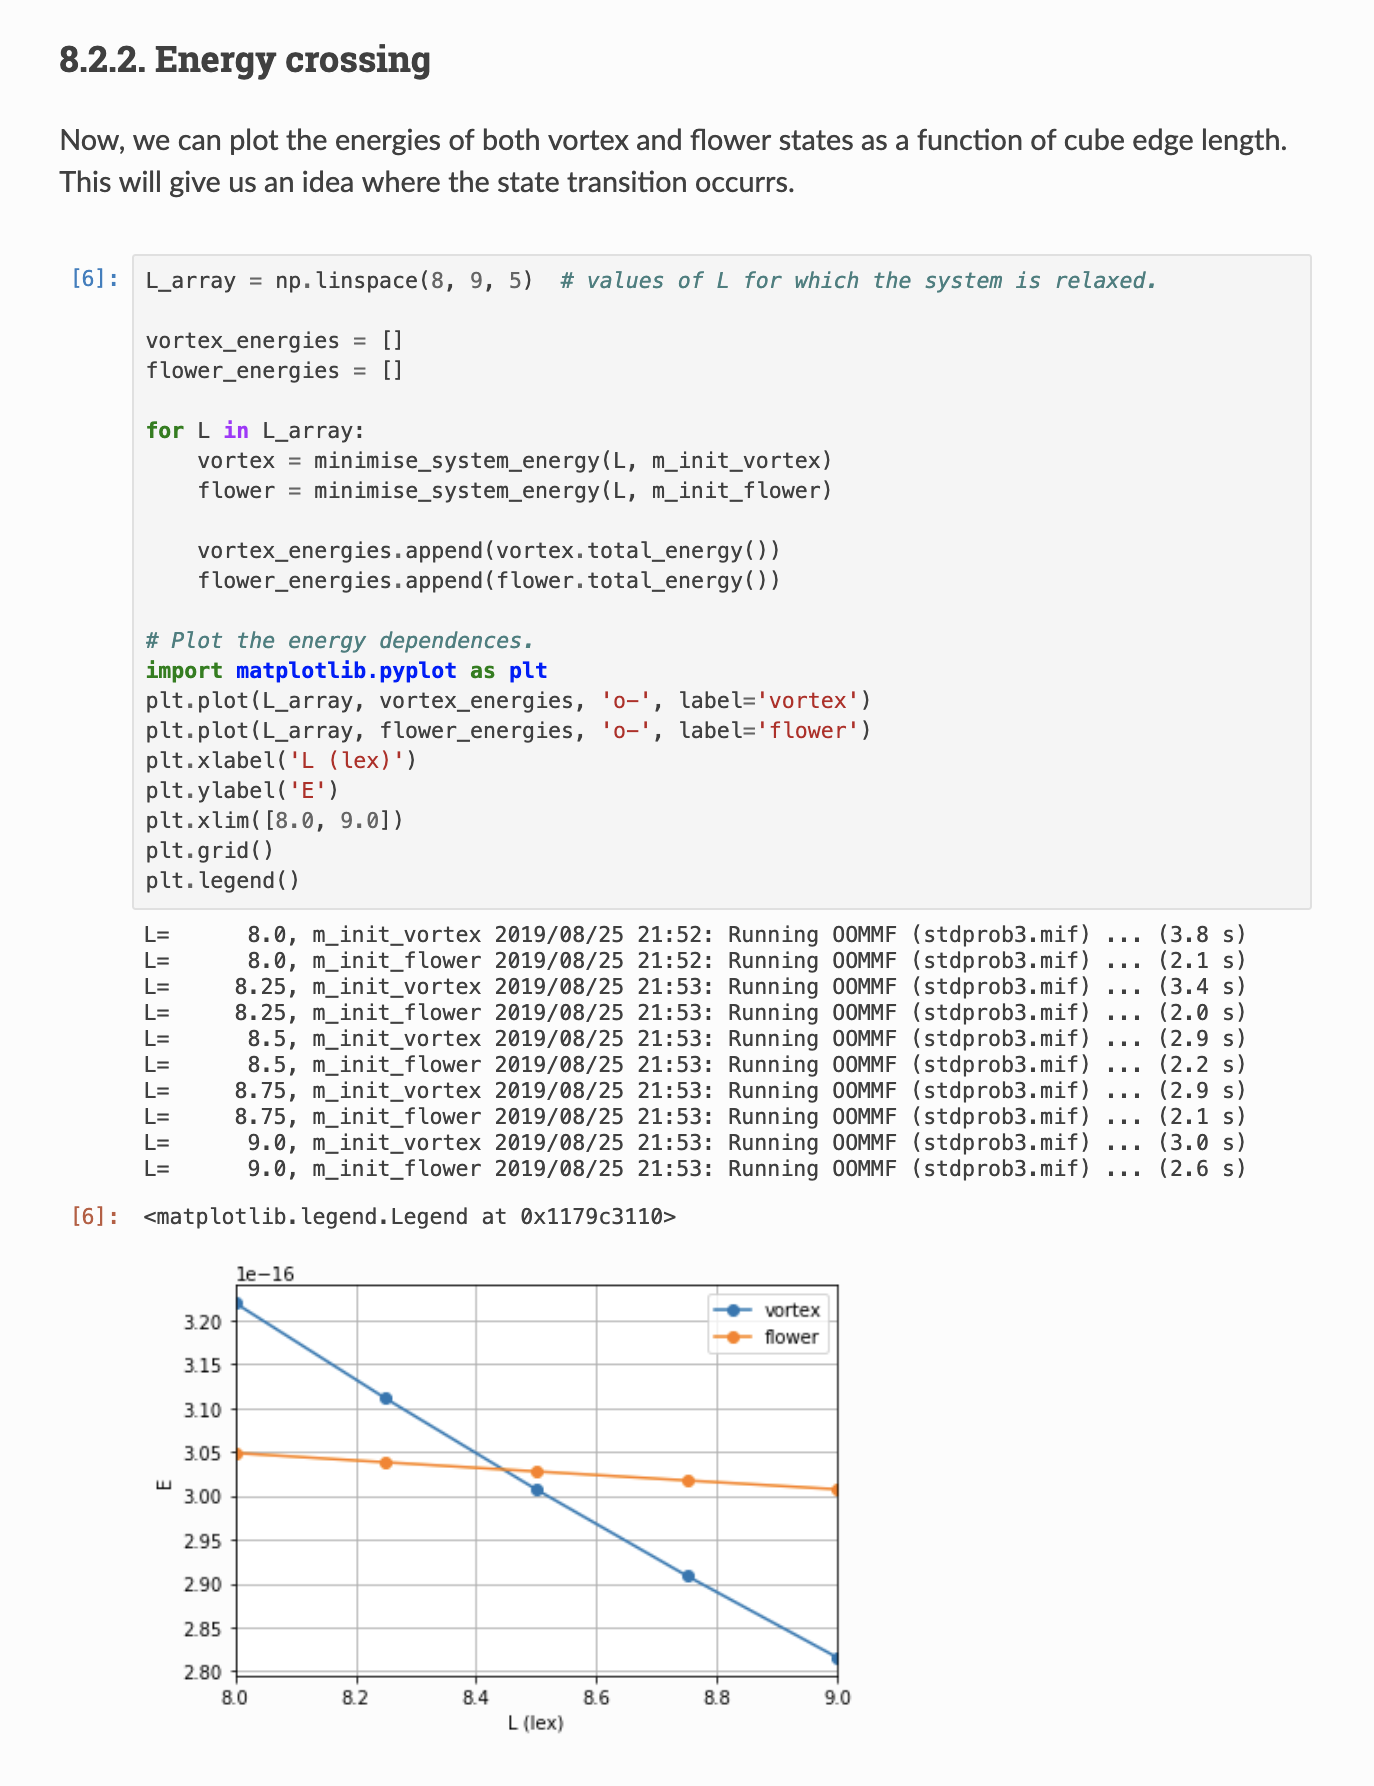 8.2.2. Energy crossing
Now, we can plot the energies of both vortex and flower states as a function of cube edge length.
This will give us an idea where the state transition occurrs.
[6]:
L_array = np.linspace(8, 9, 5)  # values of L for which the system is relaxed.
vortex_energies = []
flower_energies = []
for L in L_array:
    vortex = minimise_system_energy(L, m_init_vortex)
    flower = minimise_system_energy(L, m_init_flower)
    vortex_energies.append(vortex.total_energy())
    flower_energies.append(flower.total_energy())
# Plot the energy dependences.
import matplotlib.pyplot as plt
plt.plot(L_array, vortex_energies, 'o-', label='vortex')
plt.plot(L_array, flower_energies, 'o-', label='flower')
plt.xlabel('L (lex)')
plt.ylabel('E')
plt.xlim([8.0, 9.0])
plt.grid()
plt.legend()
L=      8.0, m_init_vortex 2019/08/25 21:52: Running OOMMF (stdprob3.mif) ... (3.8 s)
L=      8.0, m_init_flower 2019/08/25 21:52: Running OOMMF (stdprob3.mif) ... (2.1 s)
L=     8.25, m_init_vortex 2019/08/25 21:53: Running OOMMF (stdprob3.mif) ... (3.4 s)
L=     8.25, m_init_flower 2019/08/25 21:53: Running OOMMF (stdprob3.mif) ... (2.0 s)
L=      8.5, m_init_vortex 2019/08/25 21:53: Running OOMMF (stdprob3.mif) ... (2.9 s)
L=      8.5, m_init_flower 2019/08/25 21:53: Running OOMMF (stdprob3.mif) ... (2.2 s)
L=     8.75, m_init_vortex 2019/08/25 21:53: Running OOMMF (stdprob3.mif) ... (2.9 s)
L=     8.75, m_init_flower 2019/08/25 21:53: Running OOMMF (stdprob3.mif) ... (2.1 s)
L=      9.0, m_init_vortex 2019/08/25 21:53: Running OOMMF (stdprob3.mif) ... (3.0 s)
L=      9.0, m_init_flower 2019/08/25 21:53: Running OOMMF (stdprob3.mif) ... (2.6 s)
[6]: <matplotlib.legend.Legend at 0x1179c3110>
1e−16
vortex
flower
3.20
3.15
3.10
3.05
3.00
2.95
2.90
2.85
2.80
E
8.0 8.2 8.4 8.6 8.8 9.0
L (lex)